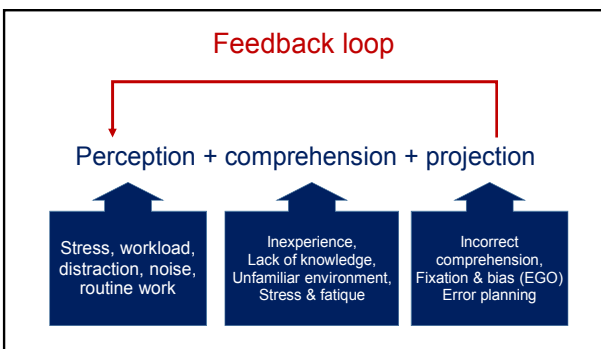 Feedback loop
Perception + comprehension + projection
Stress, workload,
distraction, noise,
routine work
Inexperience,
Lack of knowledge,
Unfamiliar environment,
Stress & fatique
Incorrect
comprehension,
Fixation & bias (EGO)
Error planning